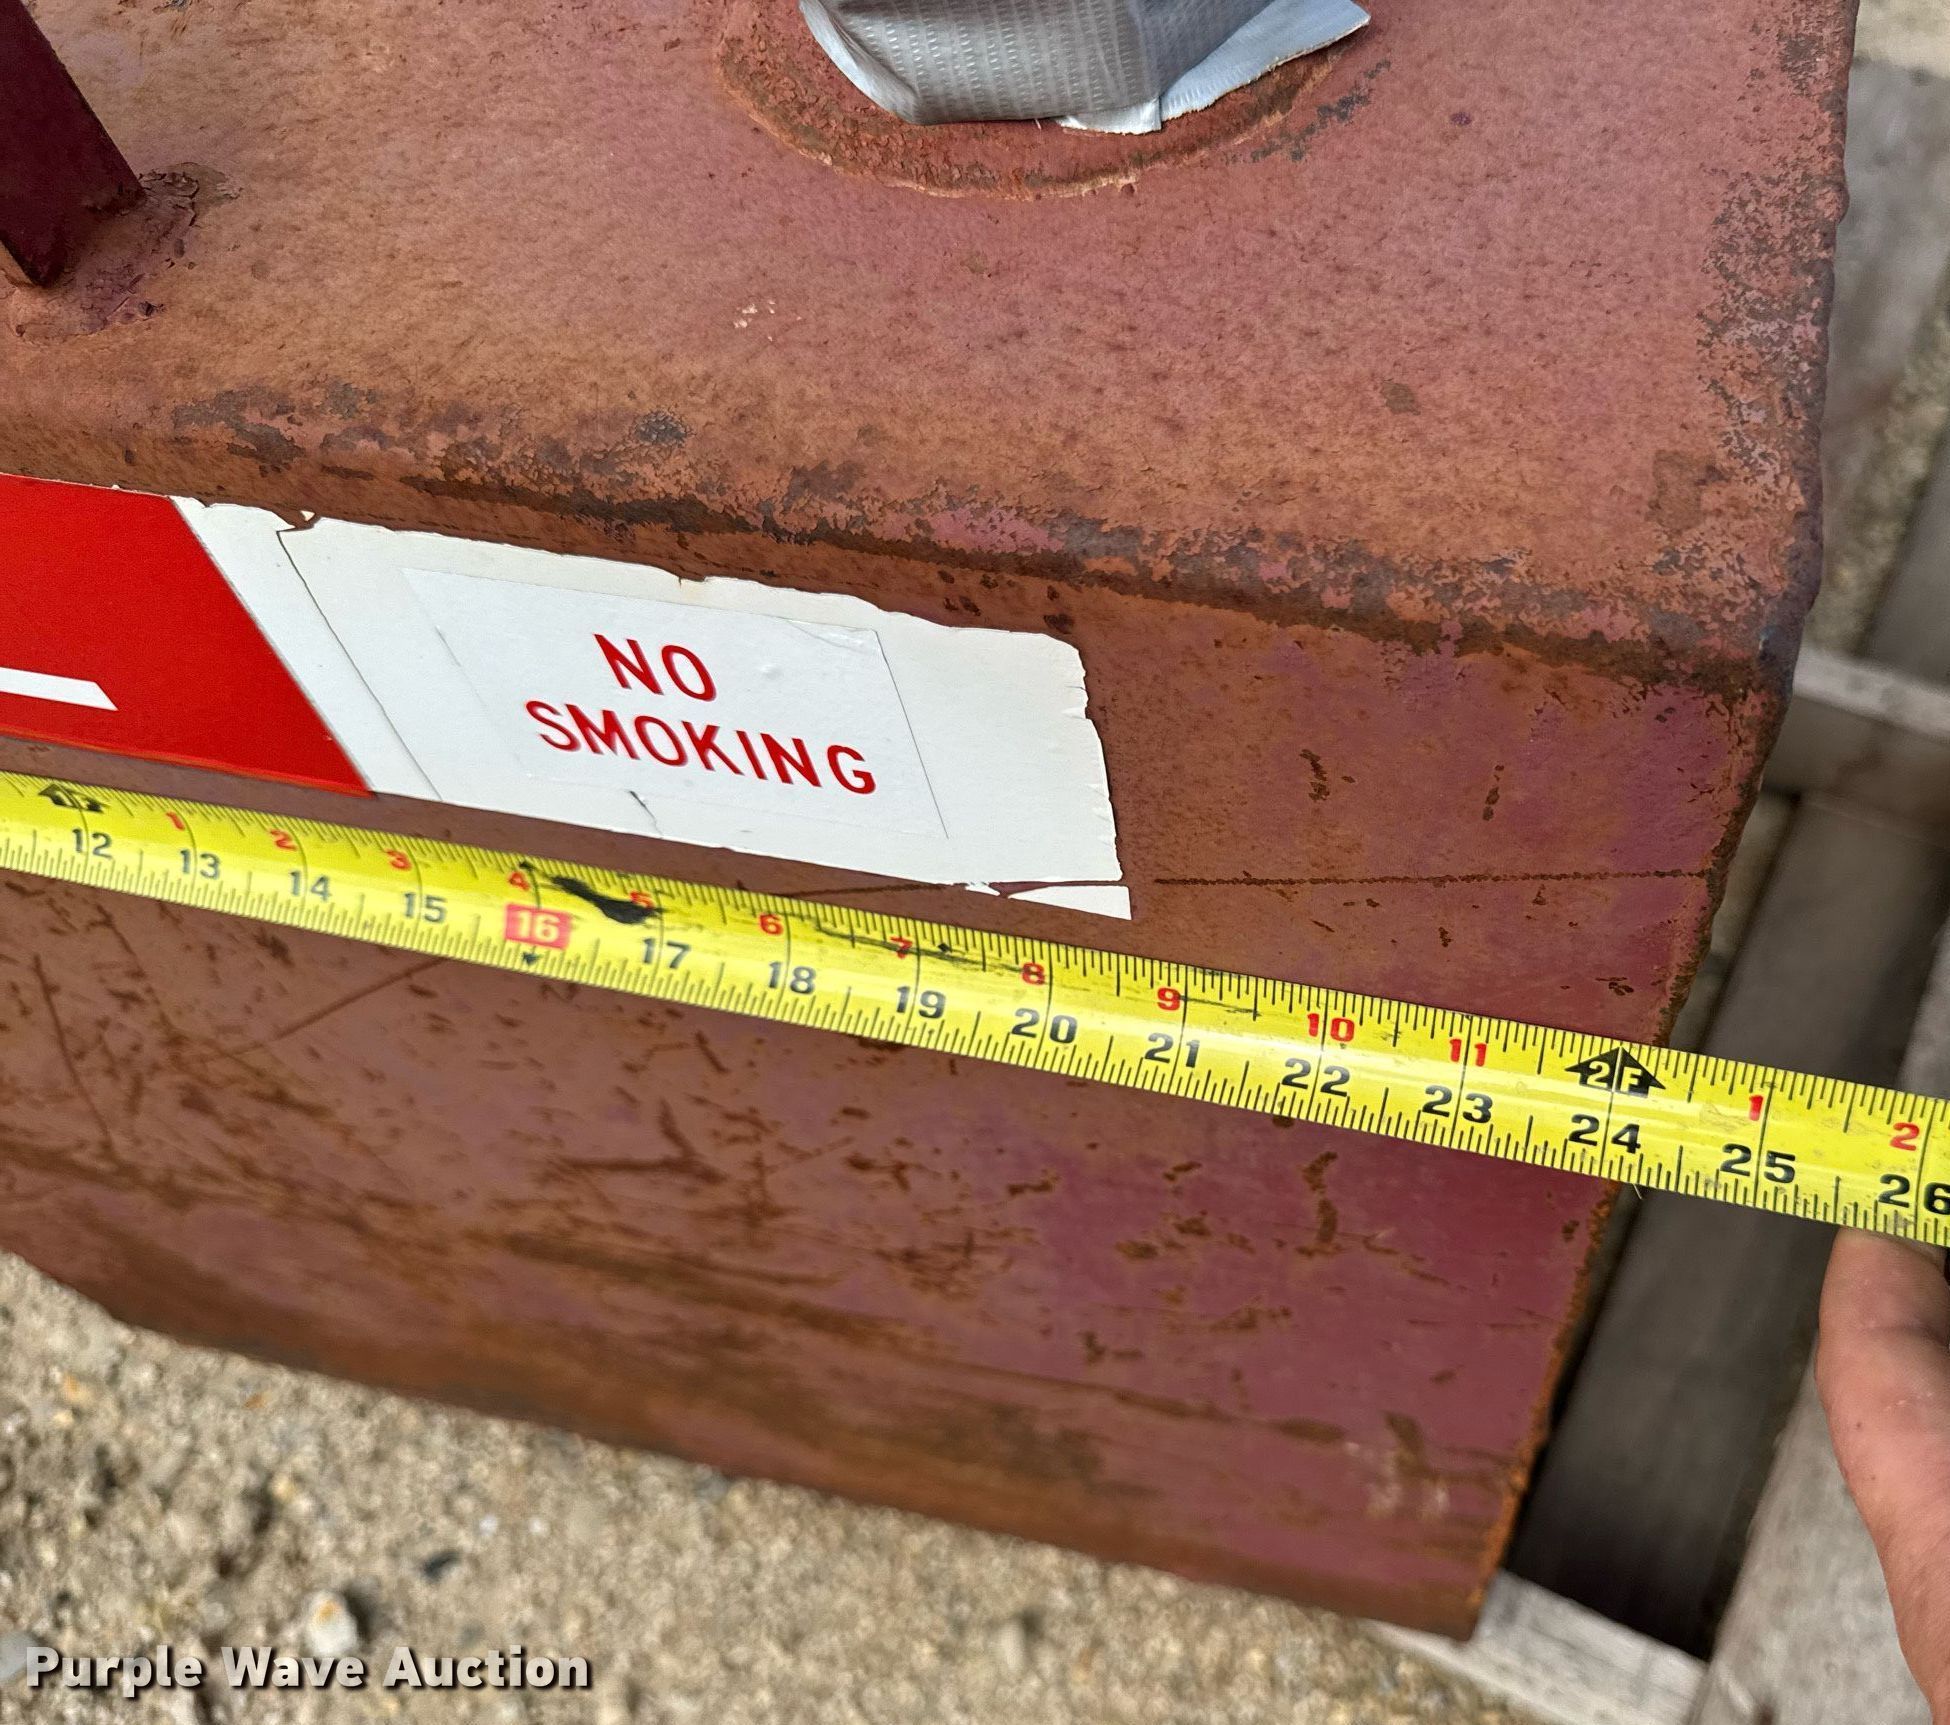 NO
SMOKING
1F 1 2 3 4 5 6 7 8 9 10 11 2F 1 2
12 13 14 15 16 17 18 19 20 21 22 23 24 25 26
Purple Wave Auction